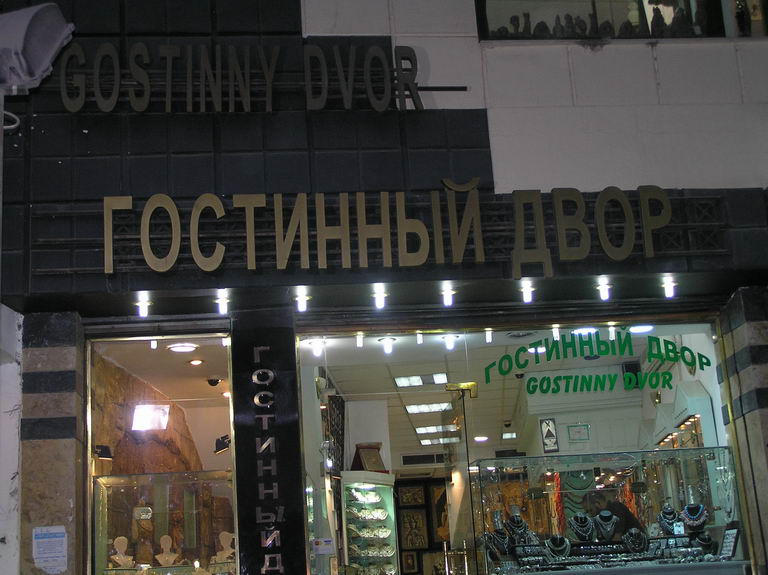 GOSTINNY DVOR
ГОСТИННЫЙ ДВОР
ГОСТИННЫЙ ДВОР
GOSTINNY DVOR
ГОСТИННЫЙ Д